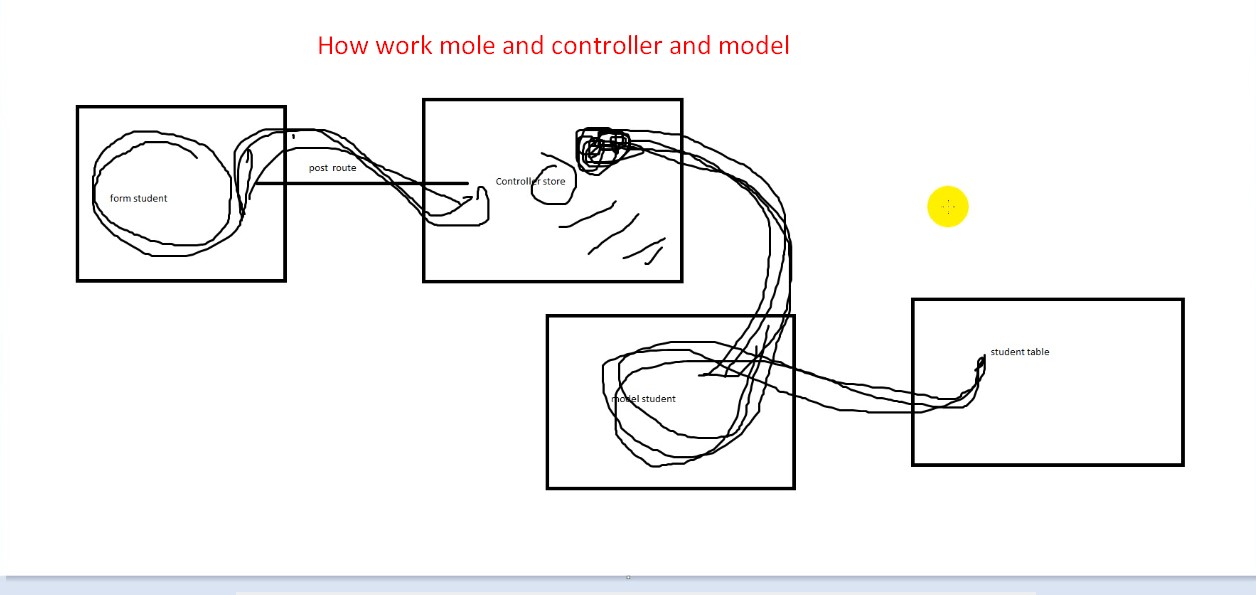 How work mole and controller and model
post route
Controller store
form student
student table
model student